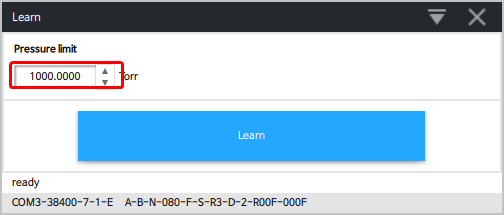 Learn
Pressure limit
1000.0000 Torr
Learn
ready
COM3-38400-7-1-E A-B-N-080-F-S-R3-D-2-R00F-000F